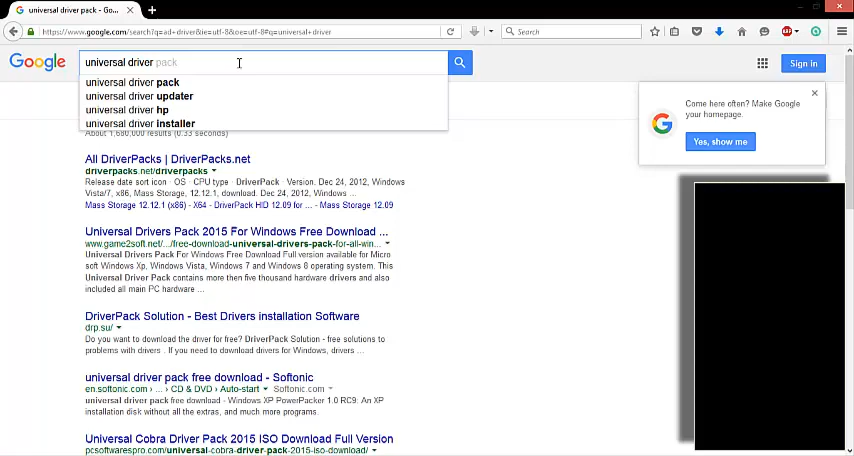 universal driver pack - Go...
https://www.google.com/search?q=ad+driver&ie=utf-8&oe=utf-8#q=universal+driver
Search
Google
universal driver pack
Sign in
universal driver pack
universal driver updater
universal driver hp
universal driver installer
About 1,680,000 results (0.33 seconds)
Come here often? Make Google
your homepage.
Yes, show me
All DriverPacks | DriverPacks.net
driverpacks.net/driverpacks
Release date sort icon · OS · CPU type · DriverPack · Version. Dec 24, 2012, Windows
Vista/7, x86, Mass Storage, 12.12.1, download. Dec 24, 2012, Windows ...
Mass Storage 12.12.1 (x86) - X64 - DriverPack HID 12.09 for ... - Mass Storage 12.09
Universal Drivers Pack 2015 For Windows Free Download ...
www.game2soft.net/.../free-download-universal-drivers-pack-for-all-win...
Universal Drivers Pack For Windows Free Download Full version available for Micro
soft Windows Xp, Windows Vista, Windows 7 and Windows 8 operating system. This
Universal Driver Pack contains more then five thousand hardware drivers and also
included all main PC hardware ...
DriverPack Solution - Best Drivers installation Software
drp.su/
Do you want to download the driver for free? DriverPack Solution - free solutions to
problems with drivers . If you need to download drivers for Windows, drivers ...
universal driver pack free download - Softonic
en.softonic.com › ... › CD & DVD › Auto-start Softonic.com
universal driver pack free download - Windows XP PowerPacker 1.0 RC9: An XP
installation disk without all the extras, and much more programs.
Universal Cobra Driver Pack 2015 ISO Download Full Version
pcsoftwarespro.com/universal-cobra-driver-pack-2015-iso-download/